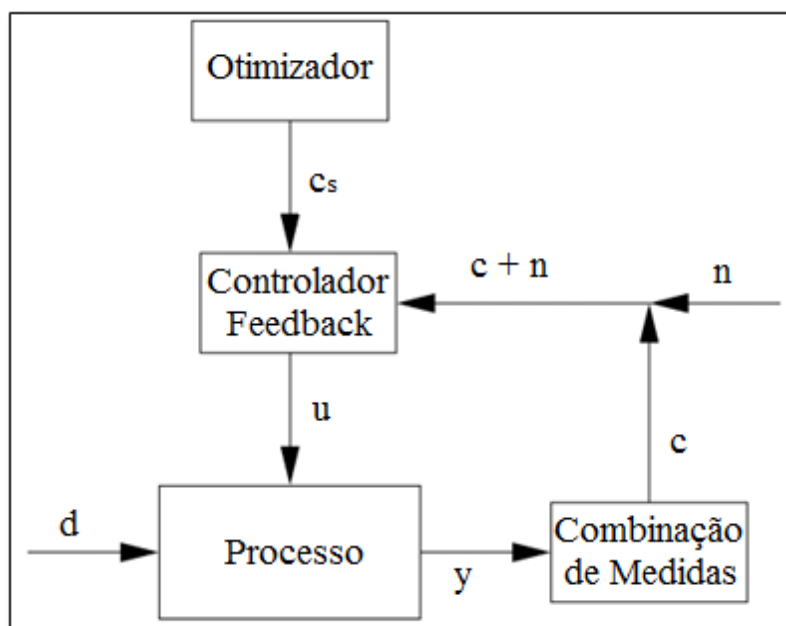 Otimizador
cs
Controlador
Feedback
c + n
n
u
c
d
Processo
y
Combinação
de Medidas